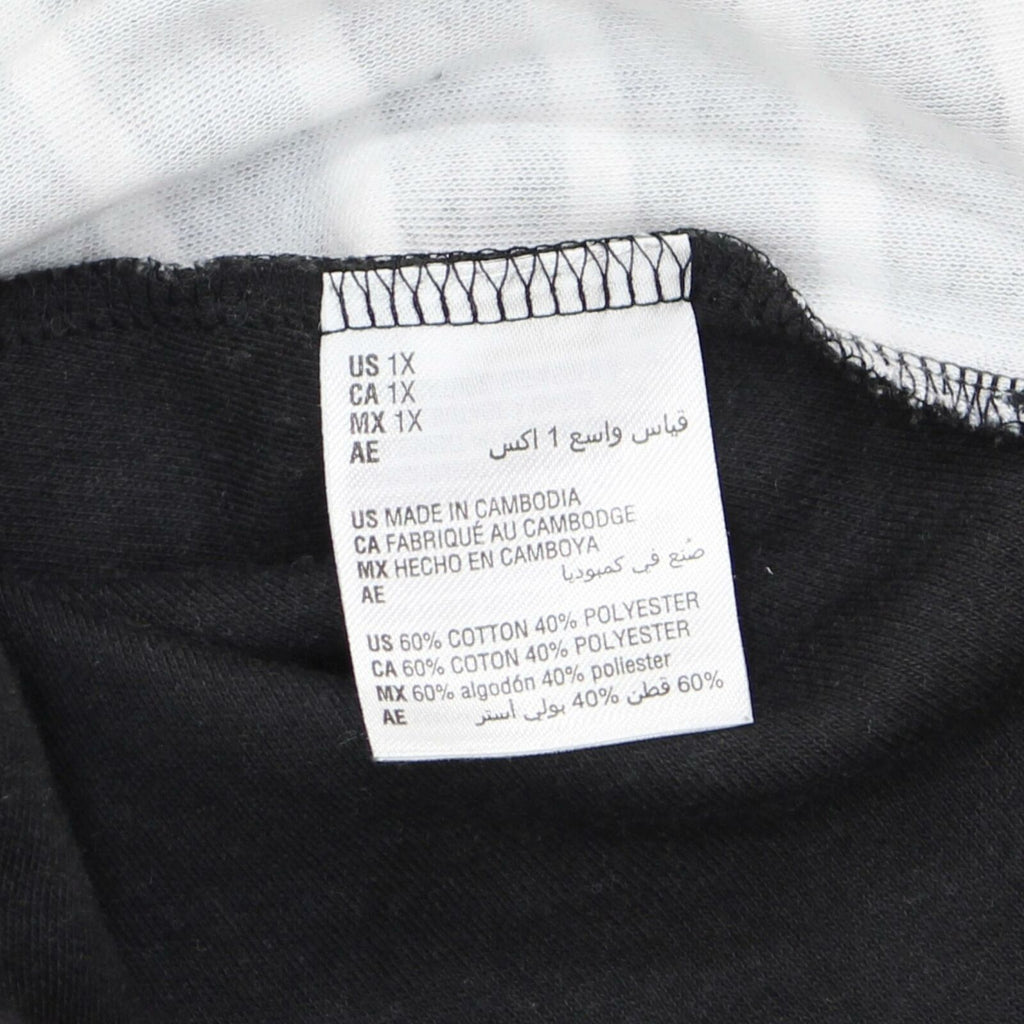 US 1X
CA 1X
MX 1X
AE قياس واسع 1 اكس
US MADE IN CAMBODIA
CA FABRIQUÉ AU CAMBODGE
MX HECHO EN CAMBOYA
AE صُنع في كمبوديا
US 60% COTTON 40% POLYESTER
CA 60% COTON 40% POLYESTER
MX 60% algodón 40% poliester
AE 60% قطن 40% بولي أستر